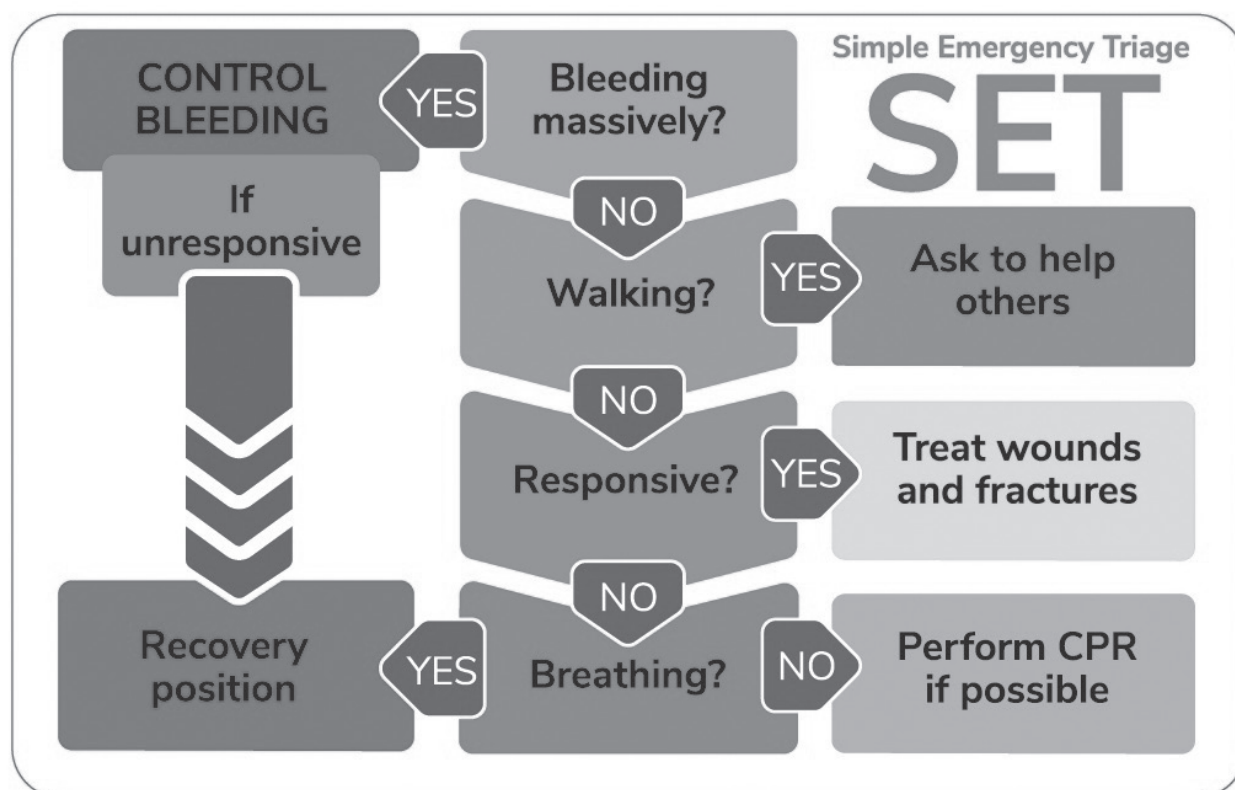 Simple Emergency Triage
SET
CONTROL
BLEEDING
YES
Bleeding
massively?
If
unresponsive
NO
Walking?
YES
Ask to help
others
NO
Responsive?
YES
Treat wounds
and fractures
NO
Recovery
position
YES
Breathing?
NO
Perform CPR
if possible